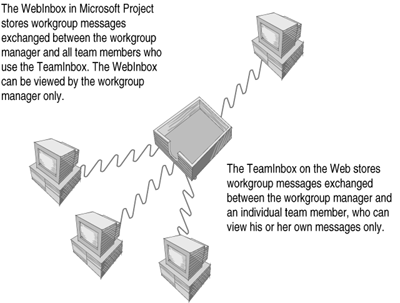 The WebInbox in Microsoft Project
stores workgroup messages
exchanged between the workgroup
manager and all team members who
use the TeamInbox. The WebInbox
can be viewed by the workgroup
manager only.
The TeamInbox on the Web stores
workgroup messages exchanged
between the workgroup manager and
an individual team member, who can
view his or her own messages only.